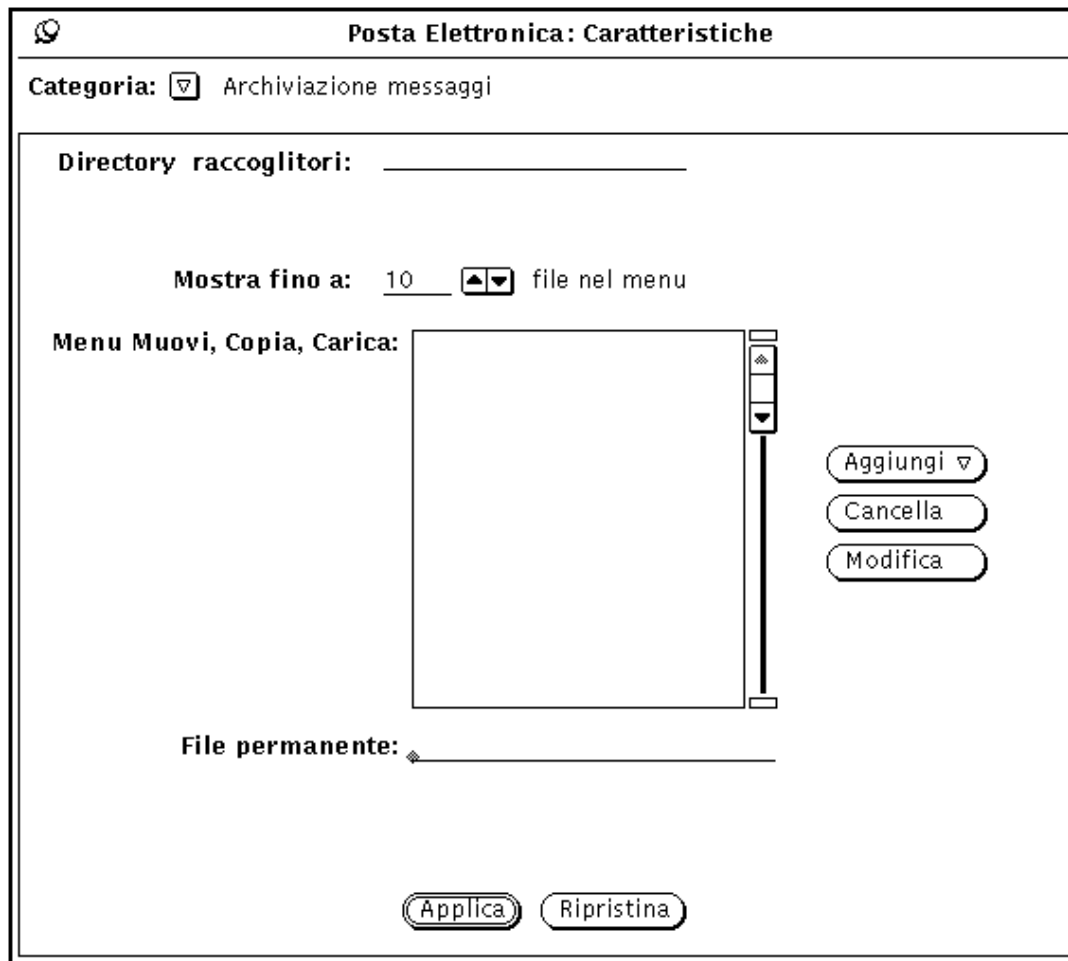 Posta Elettronica: Caratteristiche
Categoria: Archiviazione messaggi
Directory raccoglitori:
Mostra fino a: 10 file nel menu
Menu Muovi, Copia, Carica:
Aggiungi
Cancella
Modifica
File permanente:
Applica Ripristina